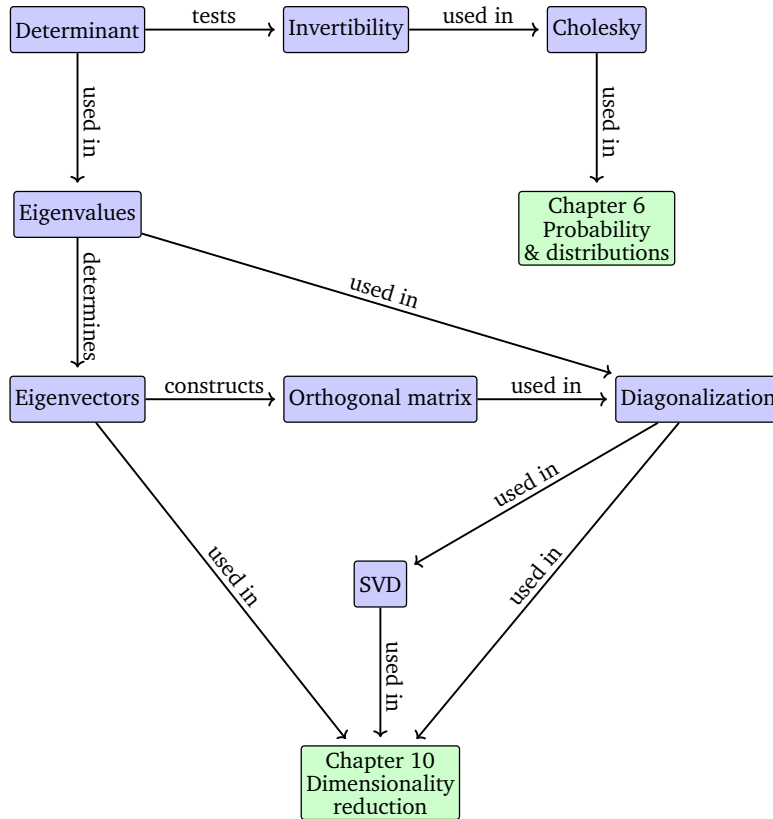 Determinant
tests
Invertibility
used in
Cholesky
used in
used in
Eigenvalues
Chapter 6
Probability
& distributions
determines
used in
Eigenvectors
constructs
Orthogonal matrix
used in
Diagonalization
used in
used in
used in
SVD
used in
Chapter 10
Dimensionality
reduction